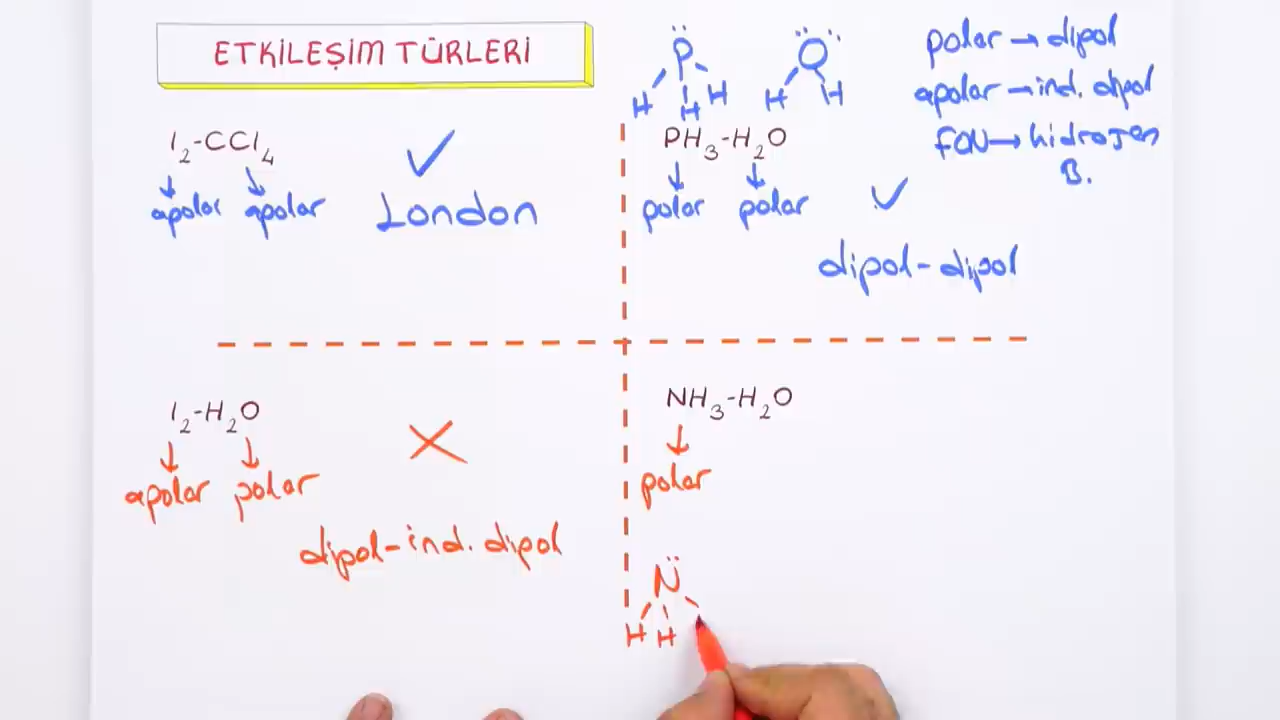 ETKİLEŞİM TÜRLERİ
I2-CCl4
apolar apolar
London
P
H H H
O
H H
PH3-H2O
polar polar
dipol-dipol
polar → dipol
apolar → ind. dipol
FON → hidrojen
B.
I2-H2O
apolar polar
dipol-ind. dipol
NH3-H2O
polar
N
H H